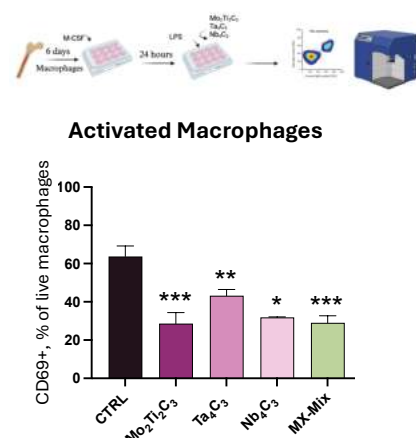 Mo₂Ti₂C₃
Ta₄C₃
Nb₄C₃
M-CSF
LPS
6 days
Macrophages
24 hours
Activated Macrophages
CD69+, % of live macrophages
100
80
60
40
20
0
***
**
*
***
CTRL
Mo₂Ti₂C₃
Ta₄C₃
Nb₄C₃
MX-Mix